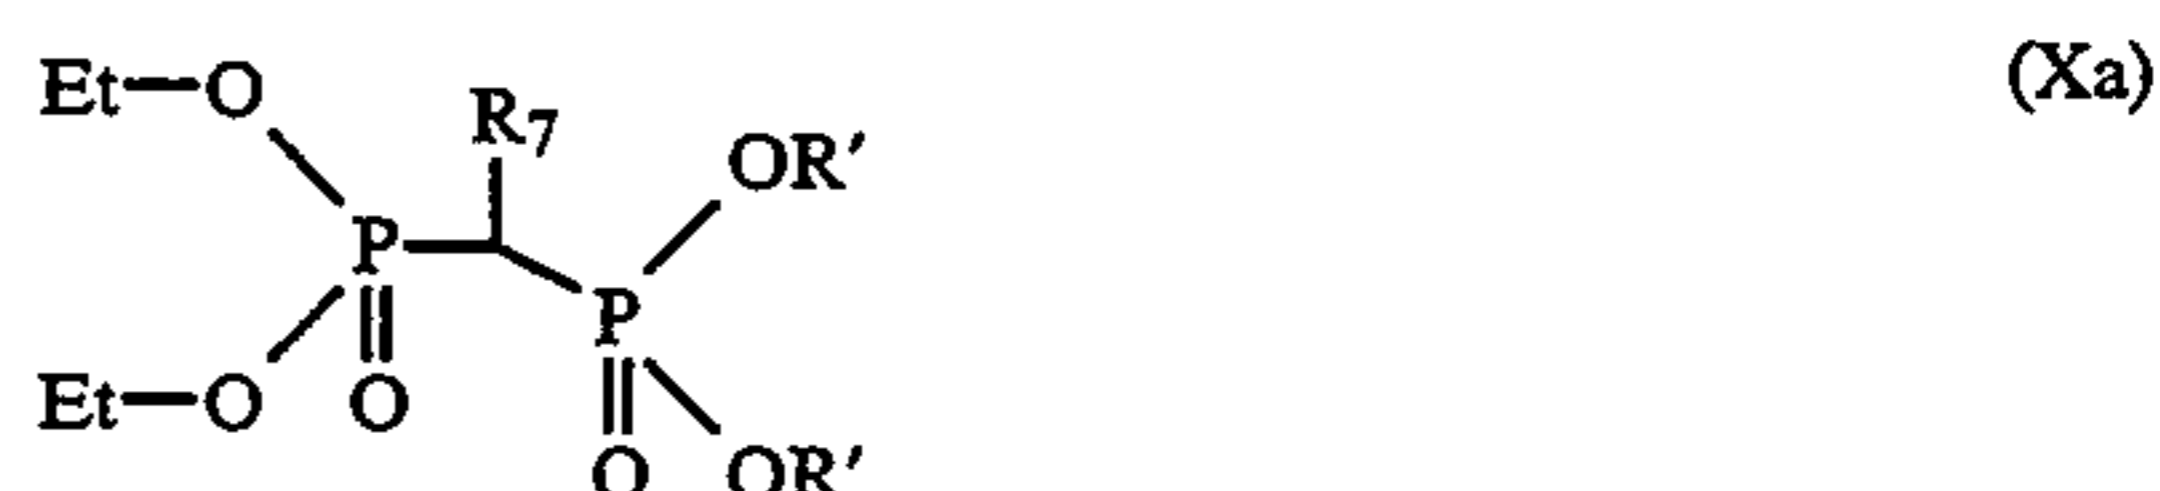 Et—O (Xa)
R7
OR′
P
P
Et—O O
O OR′